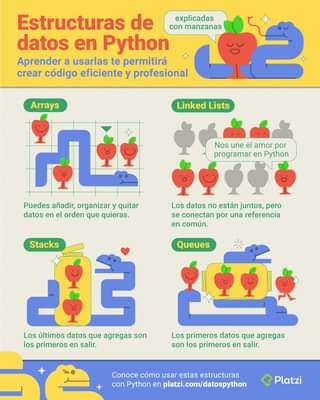 Estructuras de
datos en Python
explicadas
con manzanas
Aprender a usarlas te permitirá
crear código eficiente y profesional
Arrays
Puedes añadir, organizar y quitar
datos en el orden que quieras.
Linked Lists
Nos une el amor por
programar en Python
Los datos no están juntos, pero
se conectan por una referencia
en común.
Stacks
Los últimos datos que agregas son
los primeros en salir.
Queues
Los primeros datos que agregas
son los primeros en salir.
Conoce cómo usar estas estructuras
con Python en platzi.com/datospython
Platzi